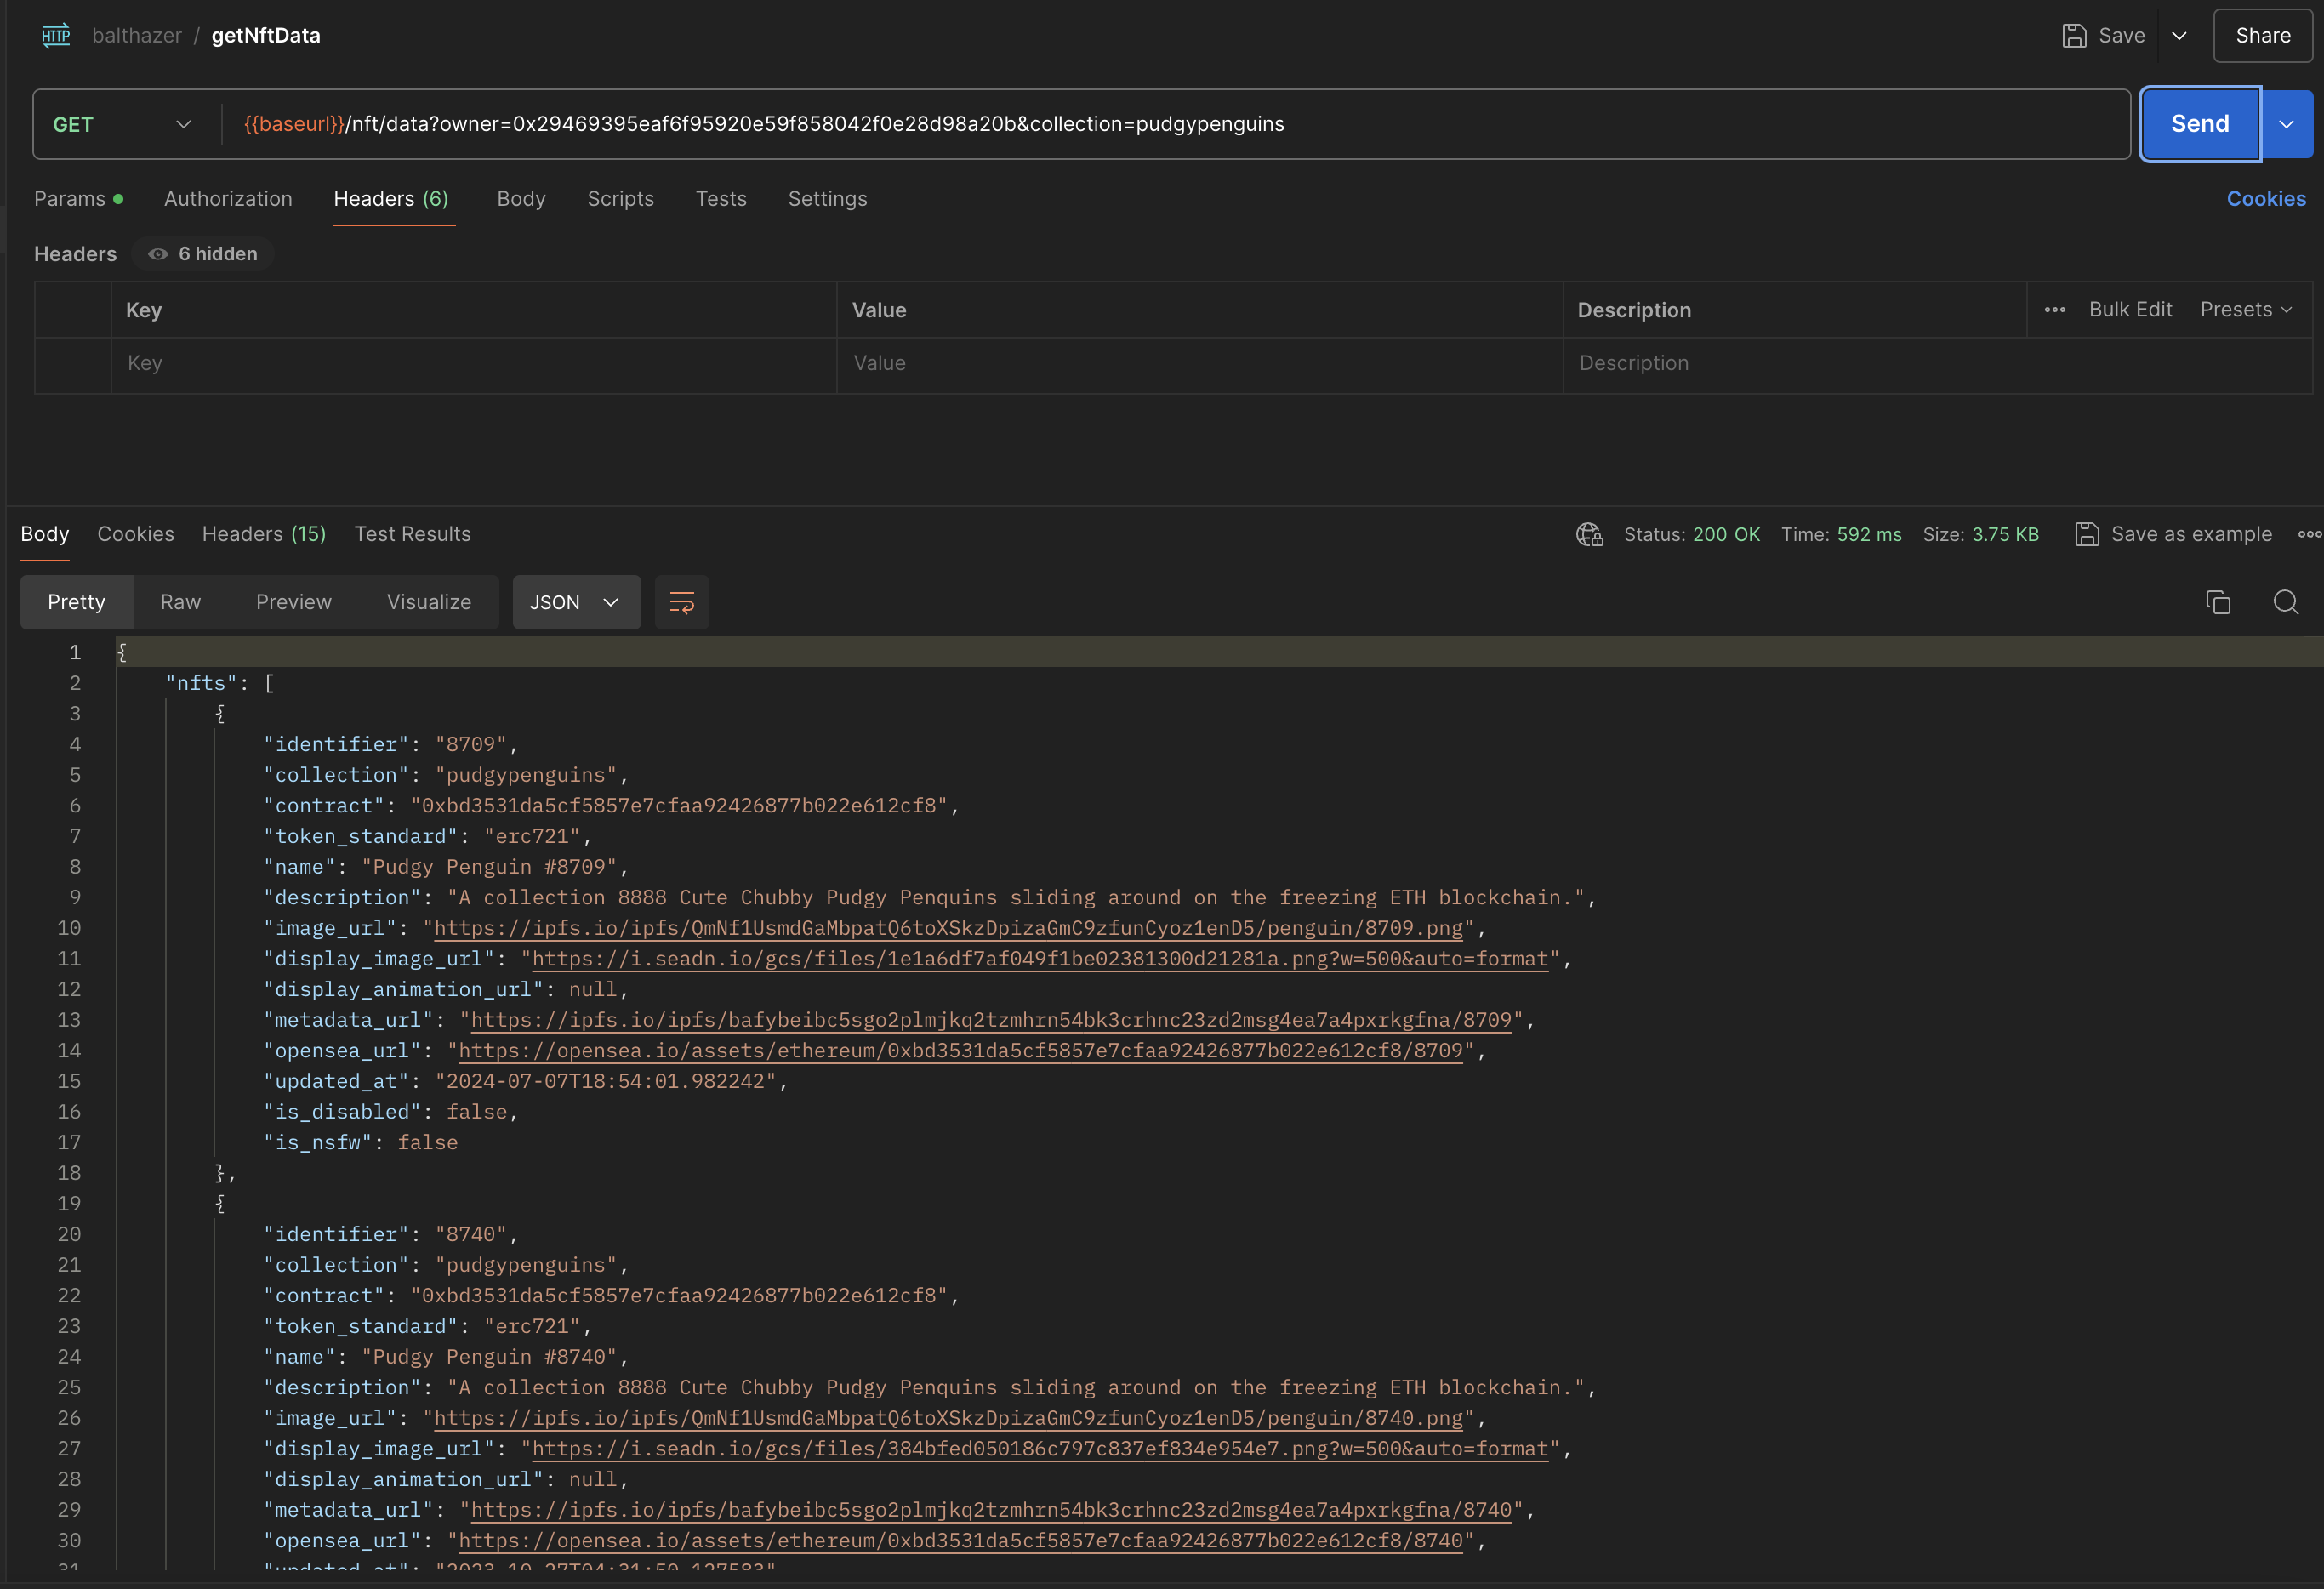 HTTP balthazer / getNftData Save Share
GET {{baseurl}}/nft/data?owner=0x29469395eaf6f95920e59f858042f0e28d98a20b&collection=pudgypenguins Send
Params Authorization Headers (6) Body Scripts Tests Settings Cookies
Headers 6 hidden
Key Value Description Bulk Edit Presets
Key Value Description
Body Cookies Headers (15) Test Results Status: 200 OK Time: 592 ms Size: 3.75 KB Save as example
Pretty Raw Preview Visualize JSON
1 {
2 "nfts": [
3 {
4 "identifier": "8709",
5 "collection": "pudgypenguins",
6 "contract": "0xbd3531da5cf5857e7cfaa92426877b022e612cf8",
7 "token_standard": "erc721",
8 "name": "Pudgy Penguin #8709",
9 "description": "A collection 8888 Cute Chubby Pudgy Penquins sliding around on the freezing ETH blockchain.",
10 "image_url": "https://ipfs.io/ipfs/QmNf1UsmdGaMbpatQ6toXSkzDpizaGmC9zfunCyoz1enD5/penguin/8709.png",
11 "display_image_url": "https://i.seadn.io/gcs/files/1e1a6df7af049f1be02381300d21281a.png?w=500&auto=format",
12 "display_animation_url": null,
13 "metadata_url": "https://ipfs.io/ipfs/bafybeibc5sgo2plmjkq2tzmhrn54bk3crhnc23zd2msg4ea7a4pxrkgfna/8709",
14 "opensea_url": "https://opensea.io/assets/ethereum/0xbd3531da5cf5857e7cfaa92426877b022e612cf8/8709",
15 "updated_at": "2024-07-07T18:54:01.982242",
16 "is_disabled": false,
17 "is_nsfw": false
18 },
19 {
20 "identifier": "8740",
21 "collection": "pudgypenguins",
22 "contract": "0xbd3531da5cf5857e7cfaa92426877b022e612cf8",
23 "token_standard": "erc721",
24 "name": "Pudgy Penguin #8740",
25 "description": "A collection 8888 Cute Chubby Pudgy Penquins sliding around on the freezing ETH blockchain.",
26 "image_url": "https://ipfs.io/ipfs/QmNf1UsmdGaMbpatQ6toXSkzDpizaGmC9zfunCyoz1enD5/penguin/8740.png",
27 "display_image_url": "https://i.seadn.io/gcs/files/384bfed050186c797c837ef834e954e7.png?w=500&auto=format",
28 "display_animation_url": null,
29 "metadata_url": "https://ipfs.io/ipfs/bafybeibc5sgo2plmjkq2tzmhrn54bk3crhnc23zd2msg4ea7a4pxrkgfna/8740",
30 "opensea_url": "https://opensea.io/assets/ethereum/0xbd3531da5cf5857e7cfaa92426877b022e612cf8/8740",
31 "updated_at":